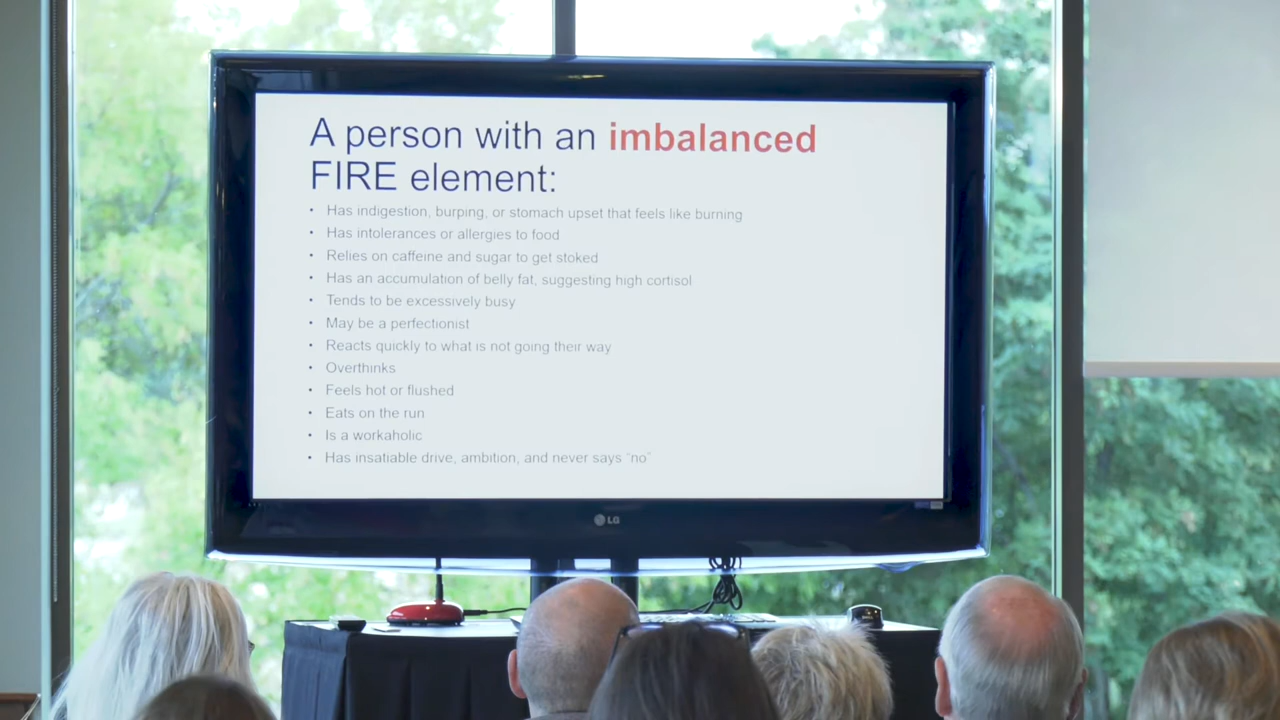 A person with an imbalanced
FIRE element:
• Has indigestion, burping, or stomach upset that feels like burning
• Has intolerances or allergies to food
• Relies on caffeine and sugar to get stoked
• Has an accumulation of belly fat, suggesting high cortisol
• Tends to be excessively busy
• May be a perfectionist
• Reacts quickly to what is not going their way
• Overthinks
• Feels hot or flushed
• Eats on the run
• Is a workaholic
• Has insatiable drive, ambition, and never says “no”
LG